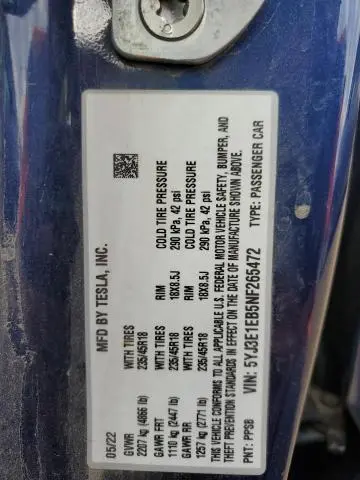 MFD BY TESLA, INC.
05/22
GVWR WITH TIRES RIM COLD TIRE PRESSURE
2207 kg (4866 lb) 235/45R18 18X8.5J 290 kPa, 42 psi
GAWR FRT WITH TIRES RIM COLD TIRE PRESSURE
1110 kg (2447 lb) 235/45R18 18X8.5J 290 kPa, 42 psi
GAWR RR
1257 kg (2771 lb)
THIS VEHICLE CONFORMS TO ALL APPLICABLE U.S. FEDERAL MOTOR VEHICLE SAFETY, BUMPER, AND
THEFT PREVENTION STANDARDS IN EFFECT ON THE DATE OF MANUFACTURE SHOWN ABOVE.
VIN: 5YJ3E1EB5NF265472 TYPE: PASSENGER CAR
PNT: PPSB